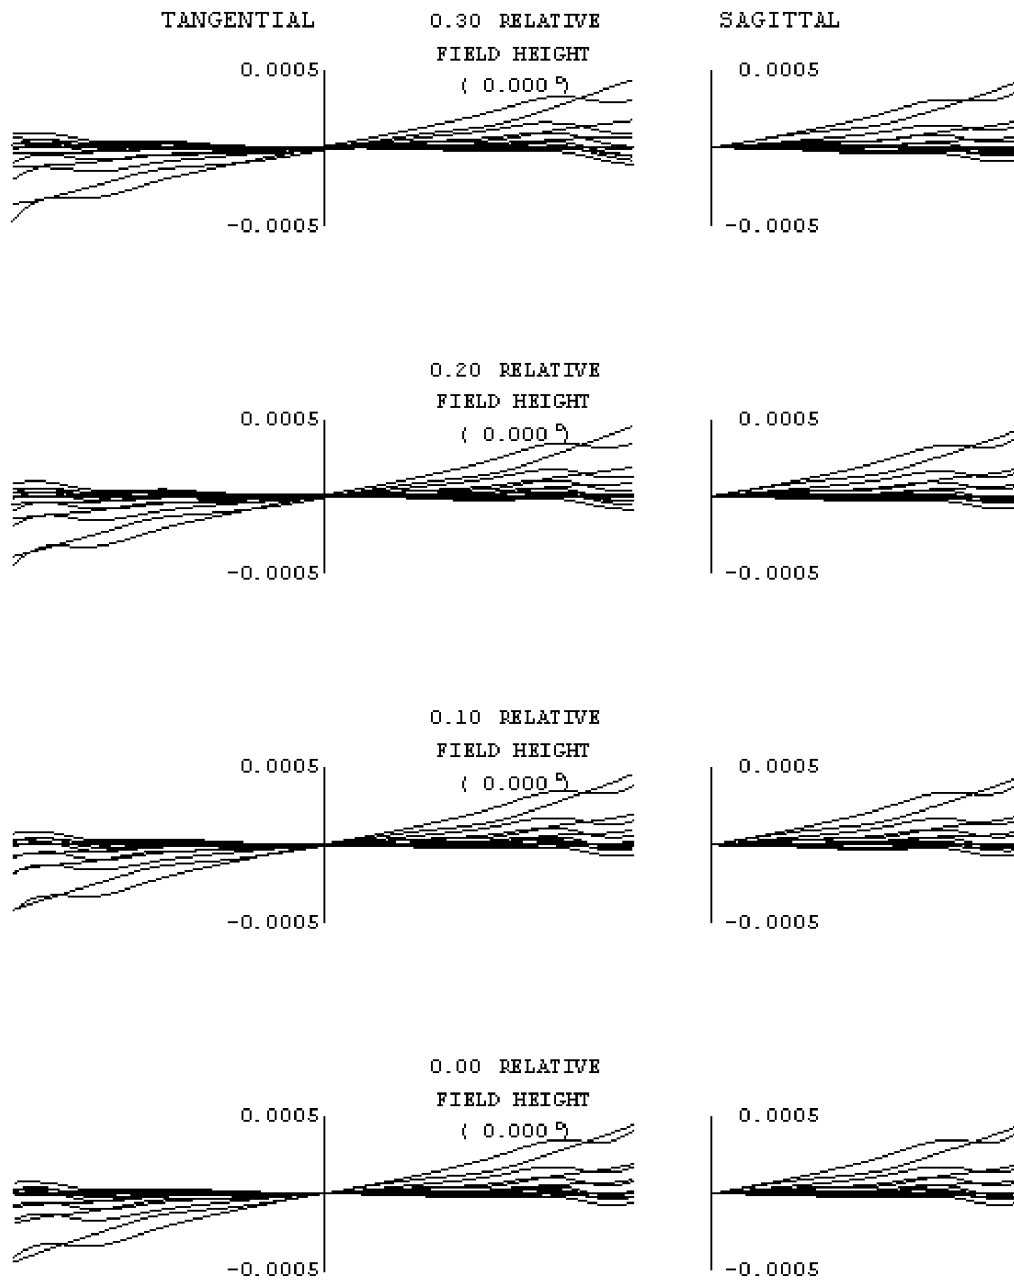 TANGENTIAL 0.30 RELATIVE SAGITTAL
FIELD HEIGHT
0.0005 ( 0.000 º) 0.0005
-0.0005 -0.0005
0.20 RELATIVE
FIELD HEIGHT
0.0005 ( 0.000 º) 0.0005
-0.0005 -0.0005
0.10 RELATIVE
FIELD HEIGHT
0.0005 ( 0.000 º) 0.0005
-0.0005 -0.0005
0.00 RELATIVE
FIELD HEIGHT
0.0005 ( 0.000 º) 0.0005
-0.0005 -0.0005